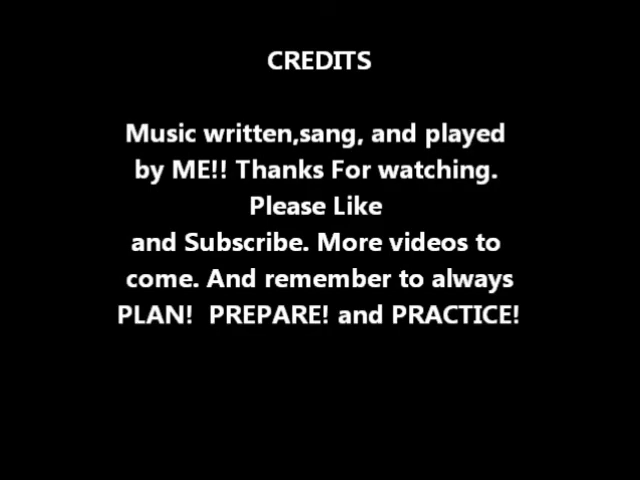 CREDITS
Music written,sang, and played
by ME!! Thanks For watching.
Please Like
and Subscribe. More videos to
come. And remember to always
PLAN!  PREPARE! and PRACTICE!